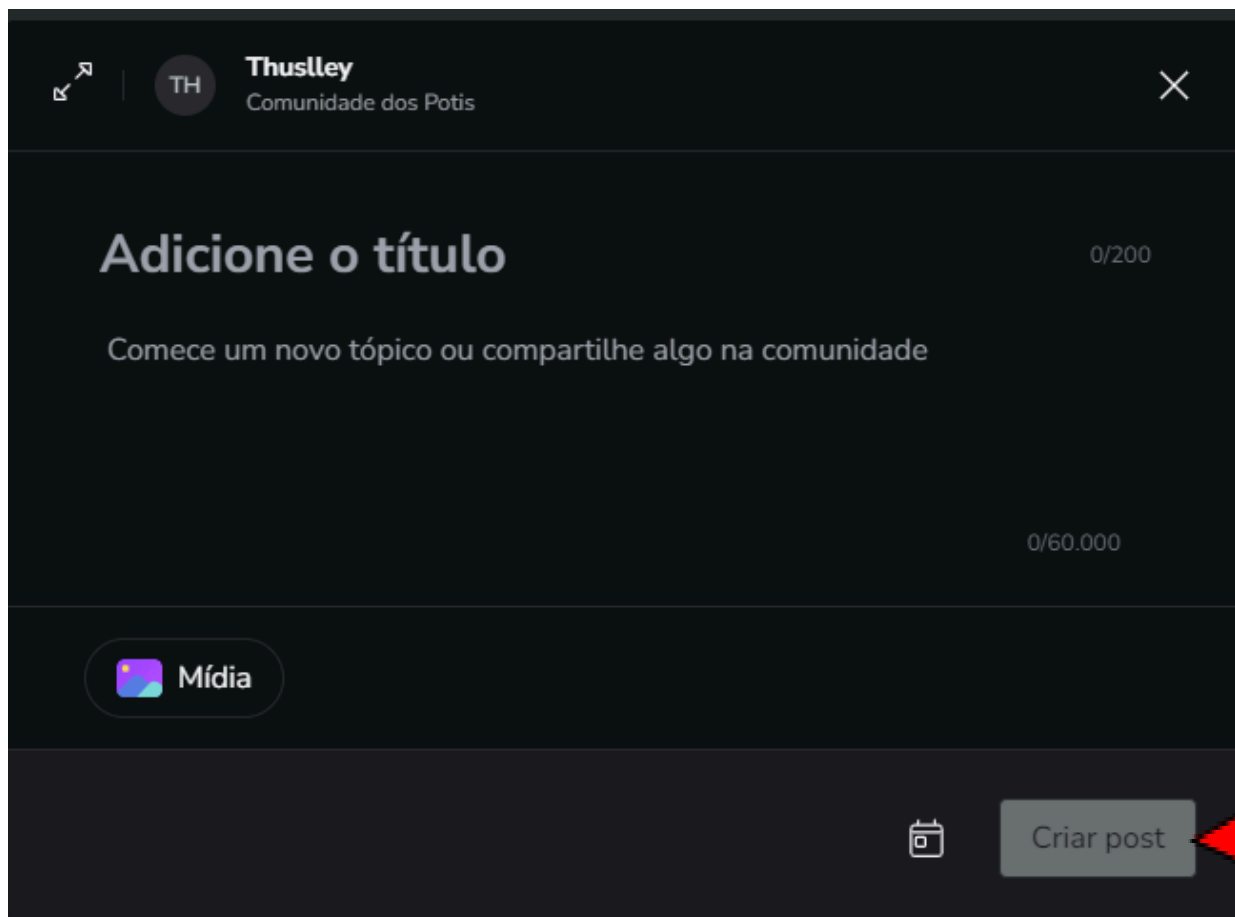 TH
Thuslley
Comunidade dos Potis
Adicione o título
0/200
Comece um novo tópico ou compartilhe algo na comunidade
0/60.000
Mídia
Criar post